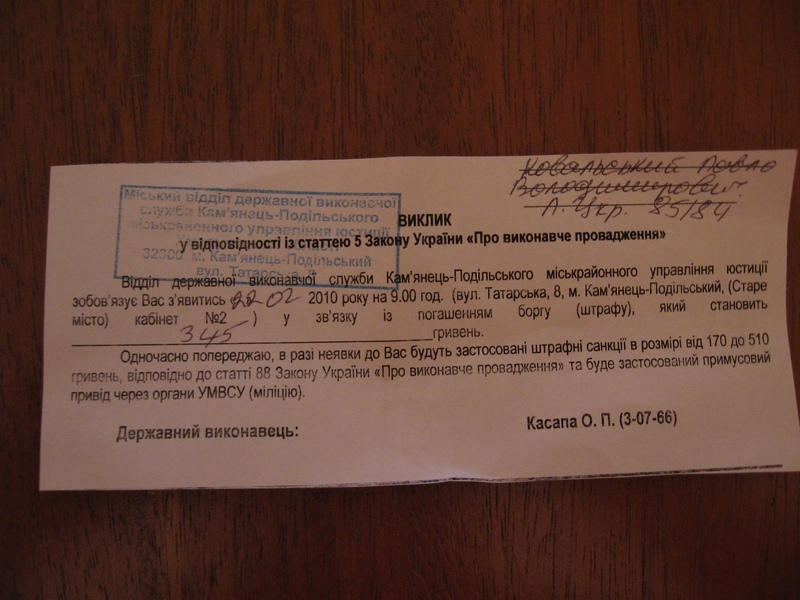 Ковальський Павло
Володимирович
Л. Укр. 85/84
Міський відділ державної виконавчої
служби Кам'янець-Подільського
міськрайонного управління юстиції
32300 м. Кам'янець-Подільський
вул. Татарська, 8
ВИКЛИК
у відповідності із статтею 5 Закону України «Про виконавче провадження»
Відділ державної виконавчої служби Кам'янець-Подільського міськрайонного управління юстиції
зобов'язує Вас з'явитись 22 02 2010 року на 9.00 год. (вул. Татарська, 8, м. Кам'янець-Подільський, (Старе
місто) кабінет №2 ) у зв'язку із погашенням боргу (штрафу), який становить
345 гривень.
Одночасно попереджаю, в разі неявки до Вас будуть застосовані штрафні санкції в розмірі від 170 до 510
гривень, відповідно до статті 88 Закону України «Про виконавче провадження» та буде застосований примусовий
привід через органи УМВСУ (міліцію).
Державний виконавець:
Касапа О. П. (3-07-66)